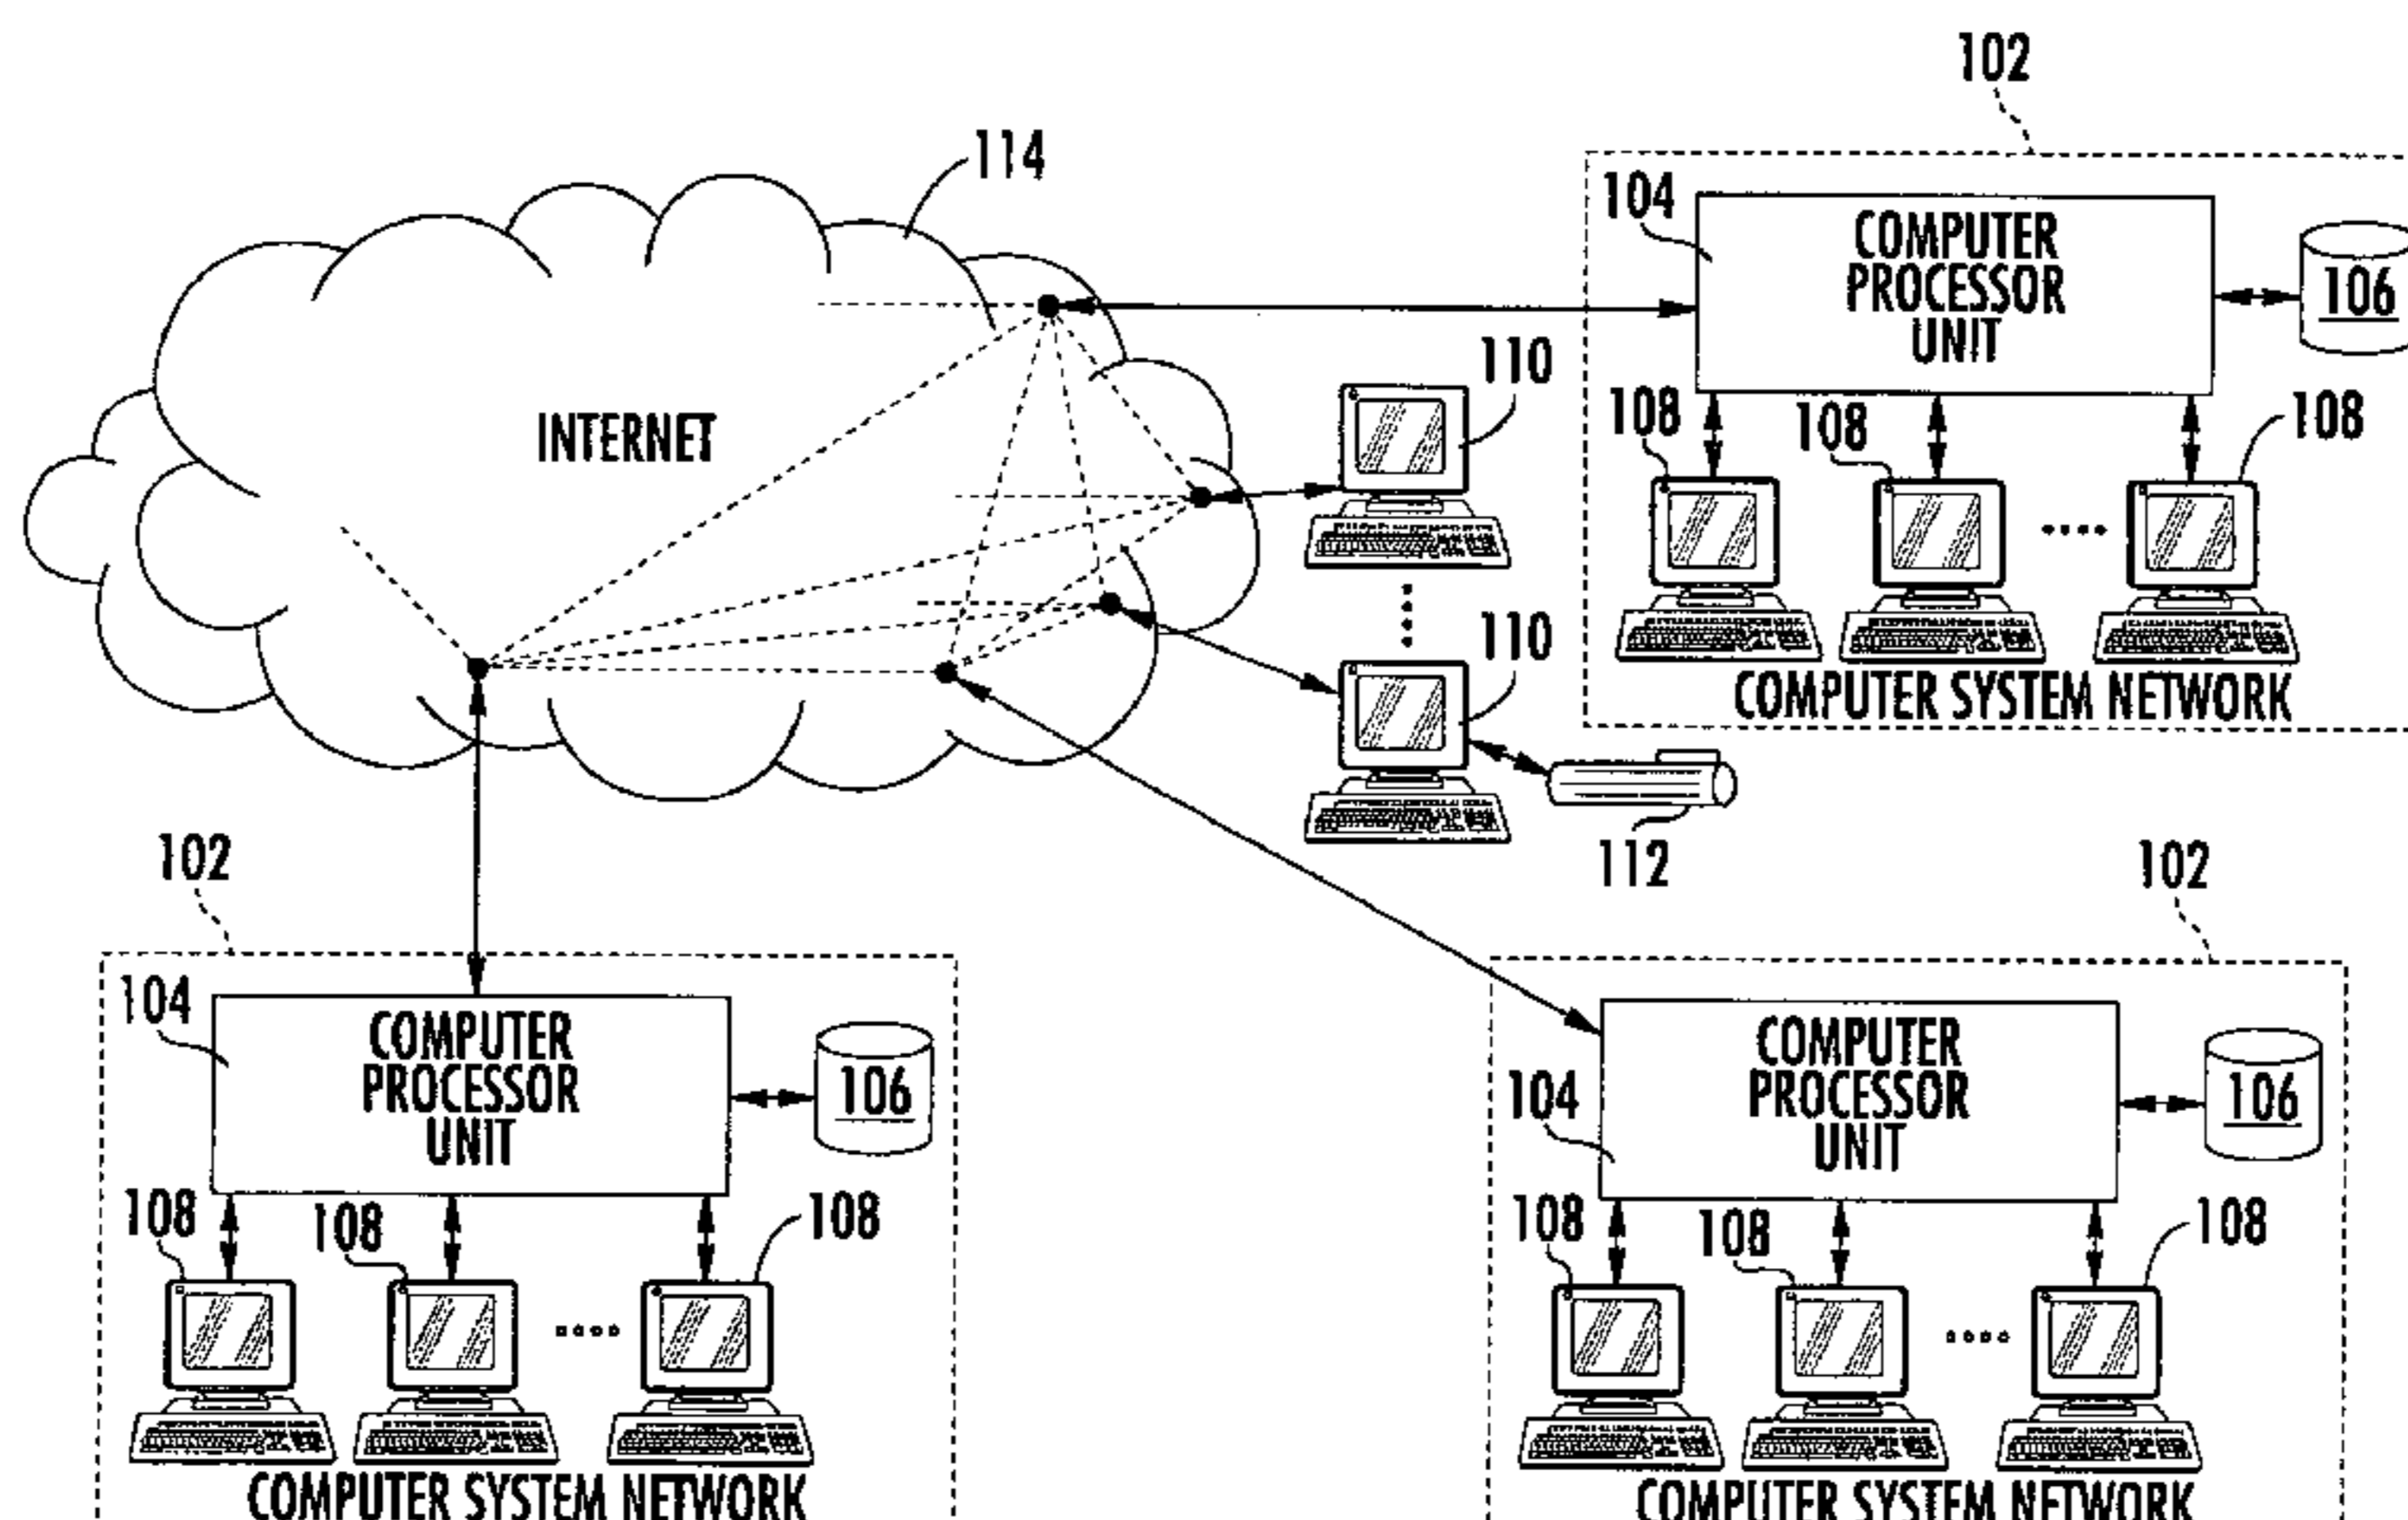 102
114
104
COMPUTER
PROCESSOR
UNIT
106
INTERNET
110
108
108
108
110
COMPUTER SYSTEM NETWORK
112
102
102
104
COMPUTER
PROCESSOR
UNIT
106
108
108
108
COMPUTER SYSTEM NETWORK
104
COMPUTER
PROCESSOR
UNIT
106
108
108
108
COMPUTER SYSTEM NETWORK